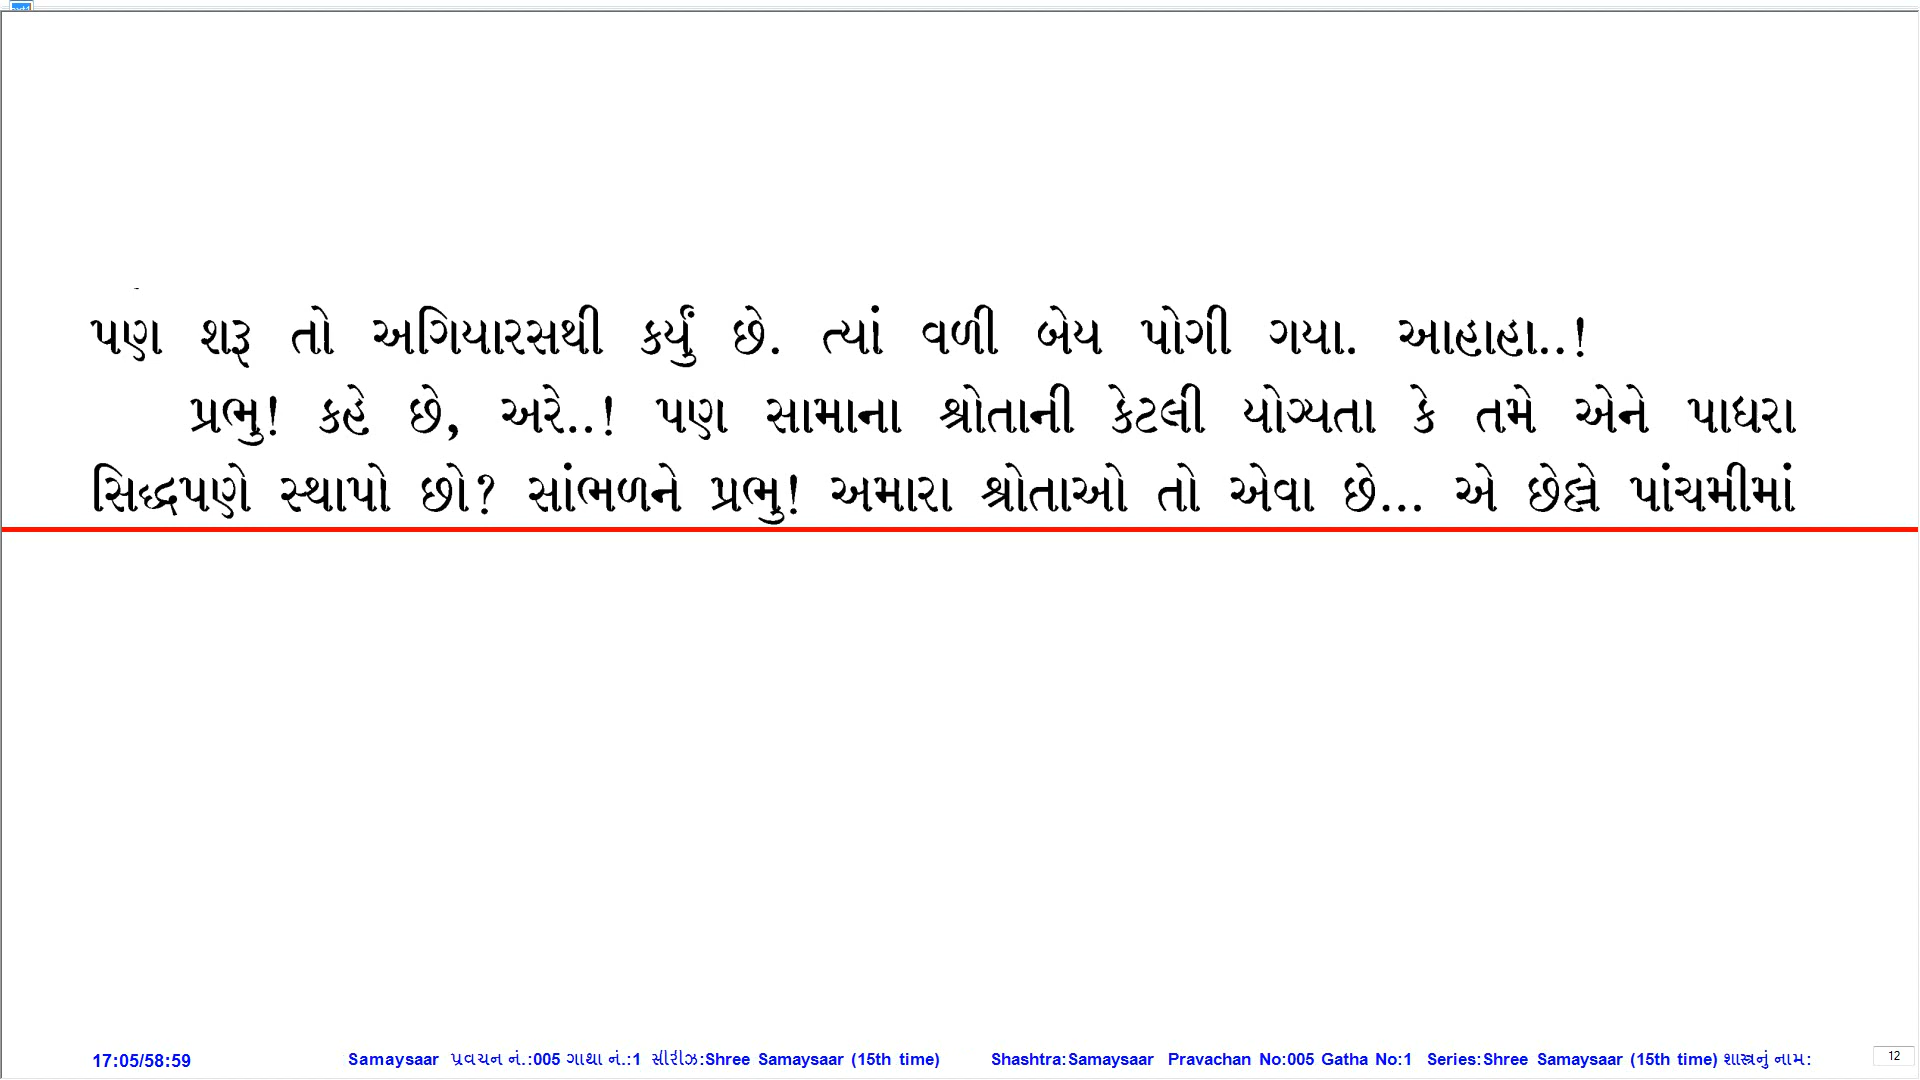 પણ શરૂ તો અગિયારસથી કર્યું છે. ત્યાં વળી બેય પોગી ગયા. આહાહા..!
પ્રભુ! કહે છે, અરે..! પણ સામાના શ્રોતાની કેટલી યોગ્યતા કે તમે એને પાધરા
સિદ્ધપણે સ્થાપો છો? સાંભળને પ્રભુ! અમારા શ્રોતાઓ તો એવા છે... એ છેલ્લે પાંચમીમાં
17:05/58:59 Samaysaar પ્રવચન નં.:005 ગાથા નં.:1 સીરીઝ:Shree Samaysaar (15th time) Shashtra:Samaysaar Pravachan No:005 Gatha No:1 Series:Shree Samaysaar (15th time) શાસ્ત્રનું નામ: 12